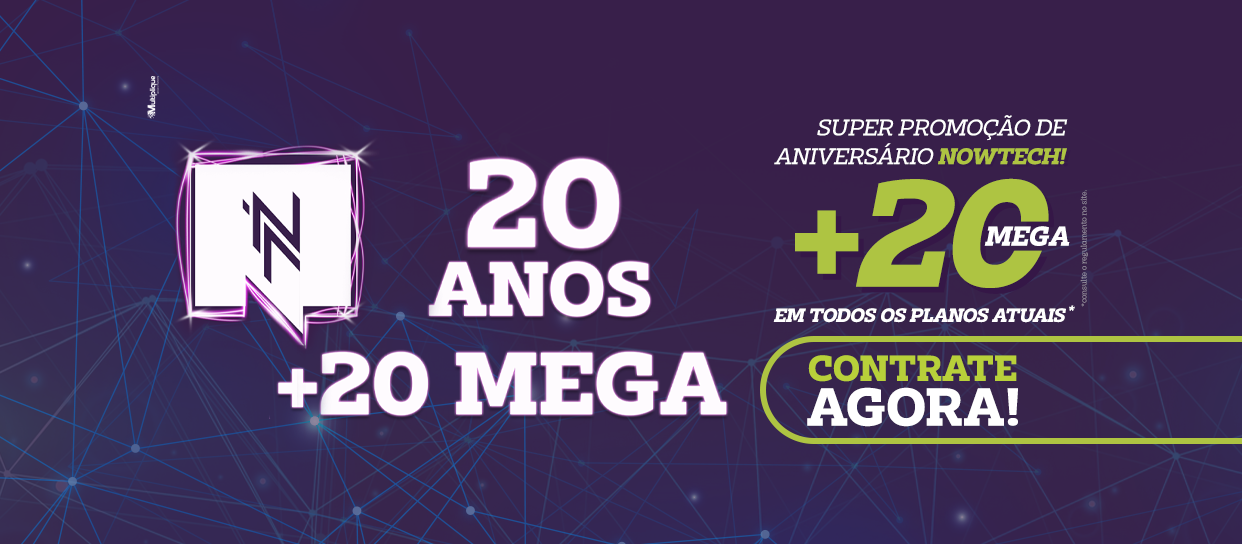 Multiplique
20
ANOS
+20 MEGA
SUPER PROMOÇÃO DE
ANIVERSÁRIO NOWTECH!
+20
MEGA
EM TODOS OS PLANOS ATUAIS*
*consulte o regulamento no site.
CONTRATE
AGORA!